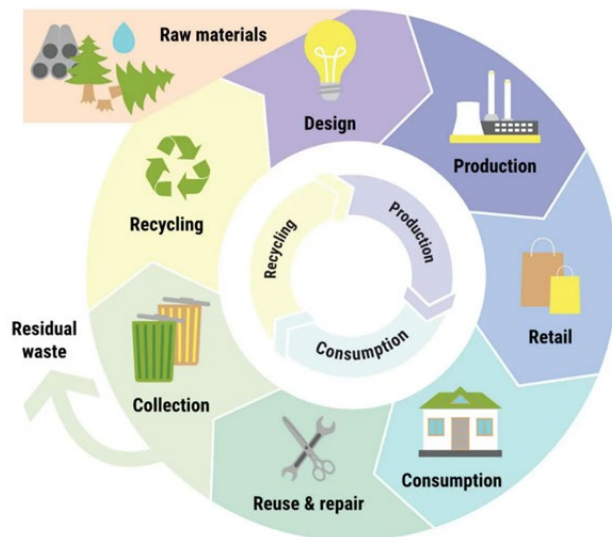 Raw materials
Design
Production
Retail
Consumption
Reuse & repair
Collection
Residual
waste
Recycling
Production
Consumption
Recycling